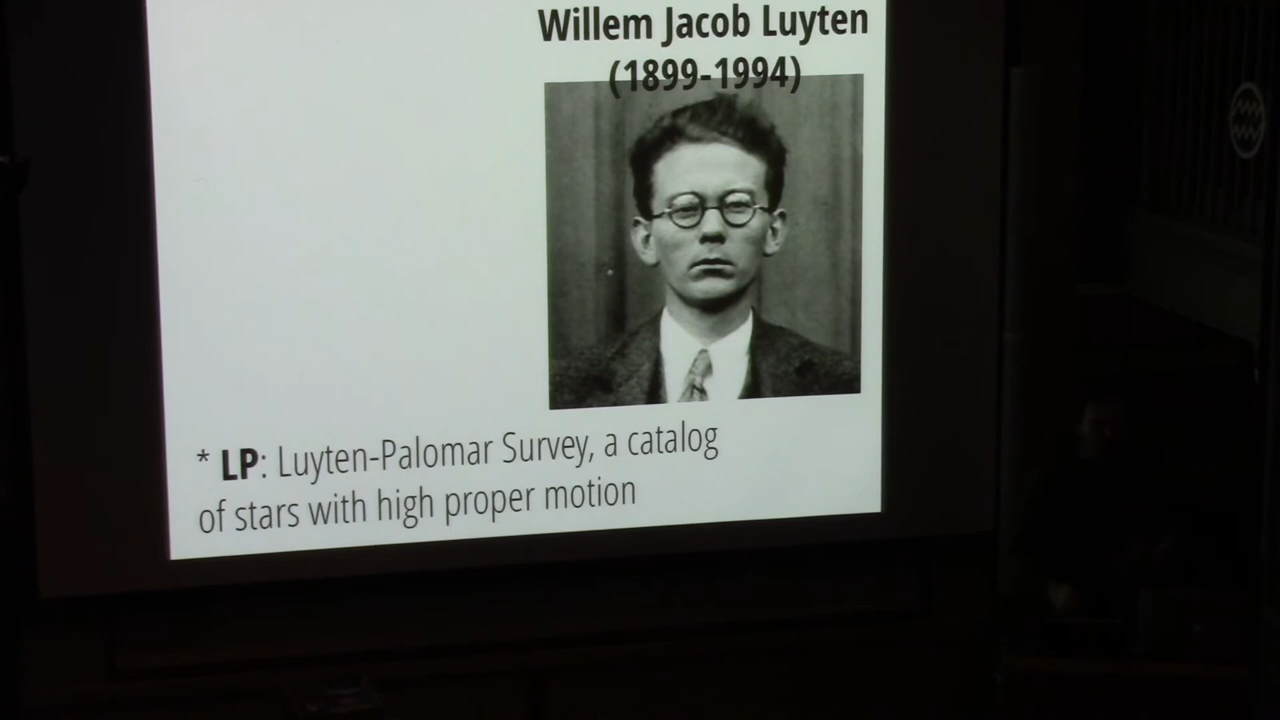 Willem Jacob Luyten
(1899-1994)
* LP: Luyten-Palomar Survey, a catalog
of stars with high proper motion